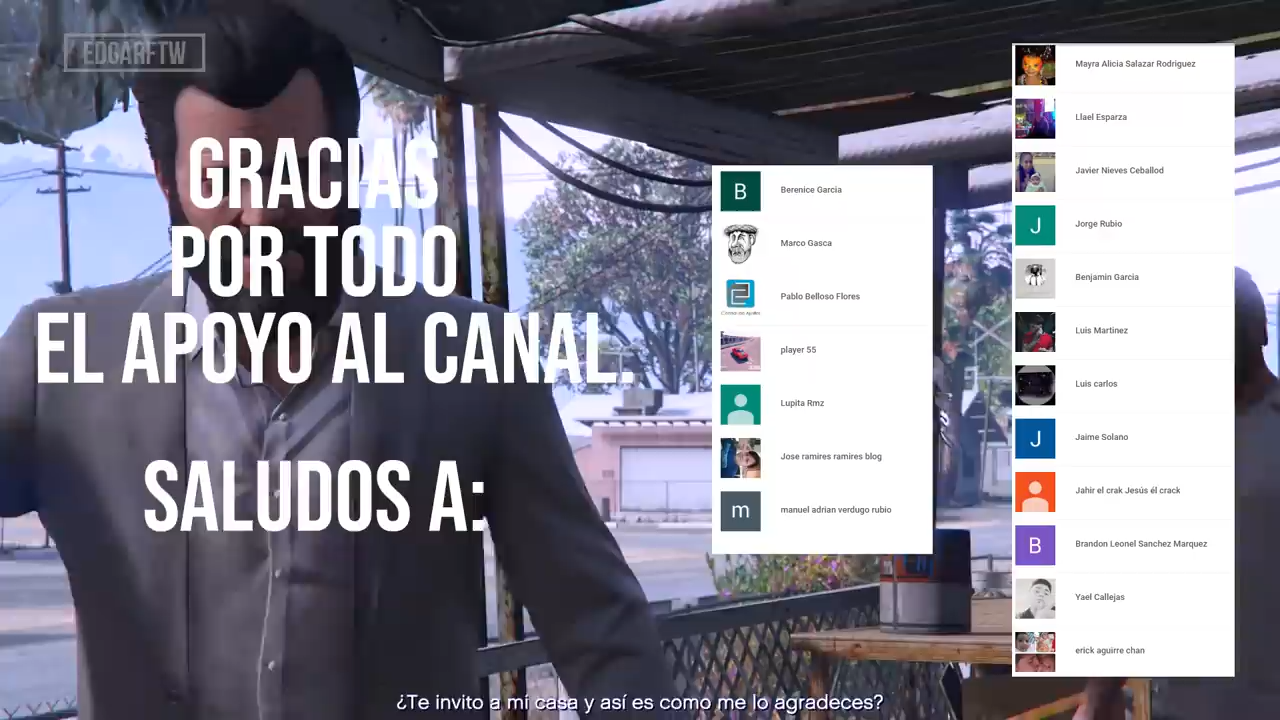 EDGARFTW
GRACIAS
POR TODO
EL APOYO AL CANAL.
SALUDOS A:
B
Berenice Garcia
Marco Gasca
Pablo Belloso Flores
player 55
Lupita Rmz
Jose ramires ramires blog
m
manuel adrian verdugo rubio
Mayra Alicia Salazar Rodriguez
Llael Esparza
Javier Nieves Ceballod
J
Jorge Rubio
Benjamin Garcia
Luis Martinez
Luis carlos
J
Jaime Solano
Jahir el crak Jesús él crack
B
Brandon Leonel Sanchez Marquez
Yael Callejas
erick aguirre chan
¿Te invito a mi casa y así es como me lo agradeces?